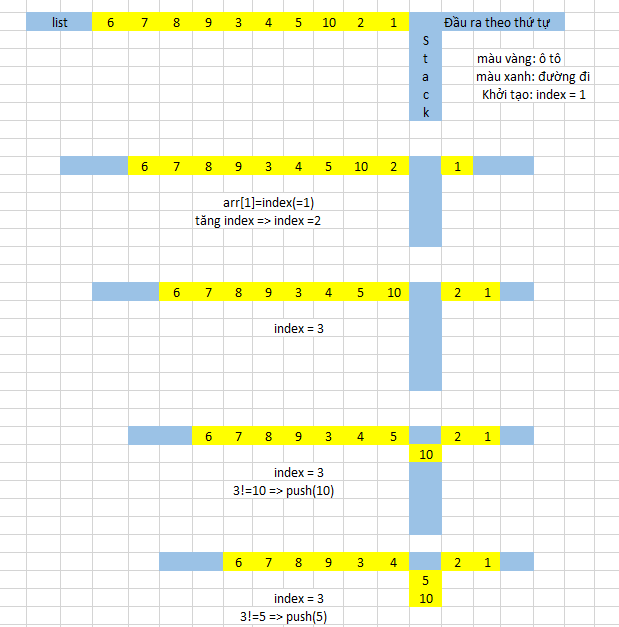 list 6 7 8 9 3 4 5 10 2 1 Đầu ra theo thứ tự
S
t
a
c
k
màu vàng: ô tô
màu xanh: đường đi
Khởi tạo: index = 1
6 7 8 9 3 4 5 10 2 1
arr[1]=index(=1)
tăng index => index =2
6 7 8 9 3 4 5 10 2 1
index = 3
6 7 8 9 3 4 5 2 1
10
index = 3
3!=10 => push(10)
6 7 8 9 3 4 2 1
5
index = 3 10
3!=5 => push(5)